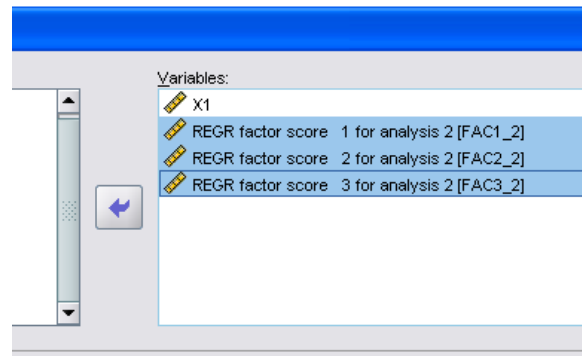 Variables:
X1
REGR factor score 1 for analysis 2 [FAC1_2]
REGR factor score 2 for analysis 2 [FAC2_2]
REGR factor score 3 for analysis 2 [FAC3_2]